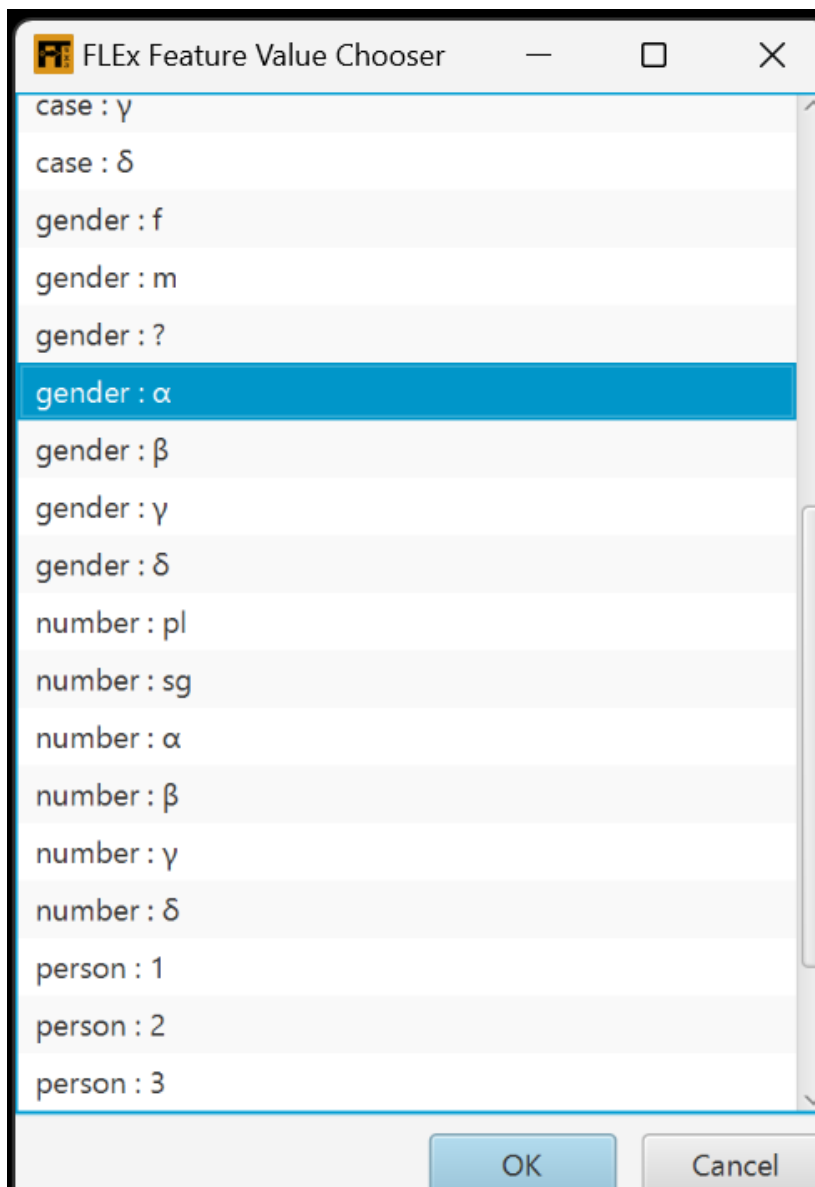 FLEx Feature Value Chooser
case : γ
case : δ
gender : f
gender : m
gender : ?
gender : α
gender : β
gender : γ
gender : δ
number : pl
number : sg
number : α
number : β
number : γ
number : δ
person : 1
person : 2
person : 3
OK Cancel